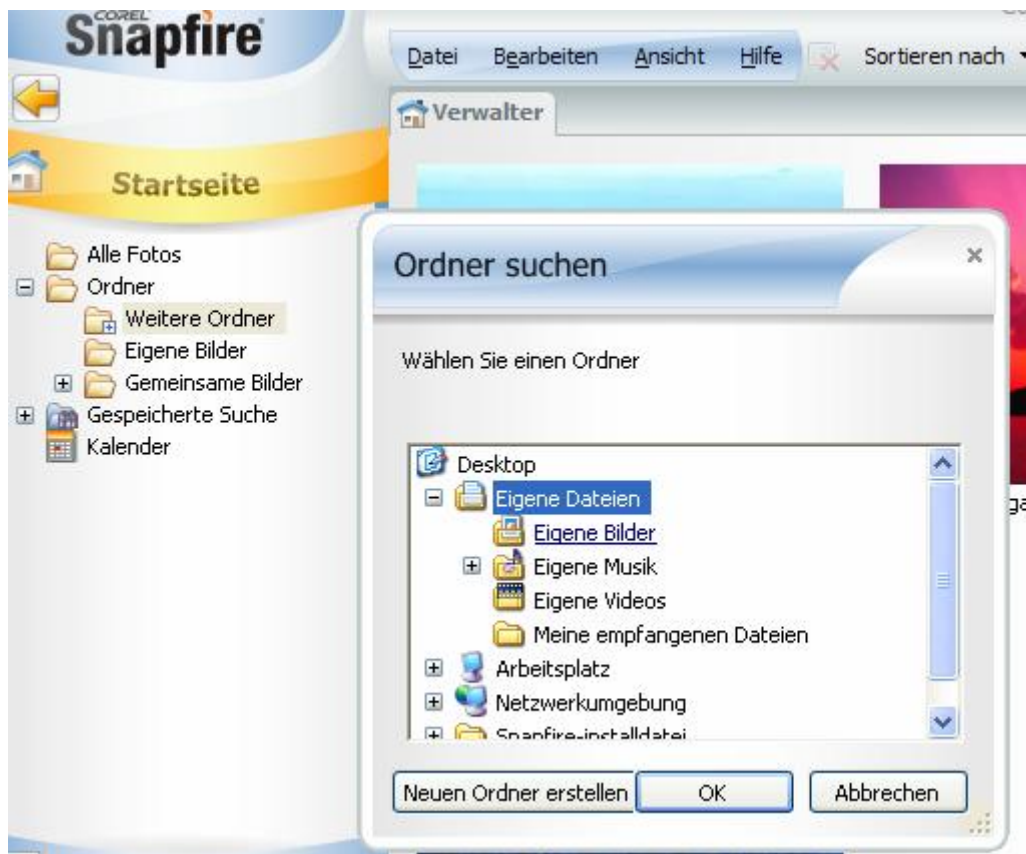 COREL
Snapfire
Datei Bearbeiten Ansicht Hilfe Sortieren nach
Verwalter
Startseite
Alle Fotos
Ordner
Weitere Ordner
Eigene Bilder
Gemeinsame Bilder
Gespeicherte Suche
Kalender
Ordner suchen
Wählen Sie einen Ordner
Desktop
Eigene Dateien
Eigene Bilder
Eigene Musik
Eigene Videos
Meine empfangenen Dateien
Arbeitsplatz
Netzwerkumgebung
Snapfire-installdatei
Neuen Ordner erstellen OK Abbrechen